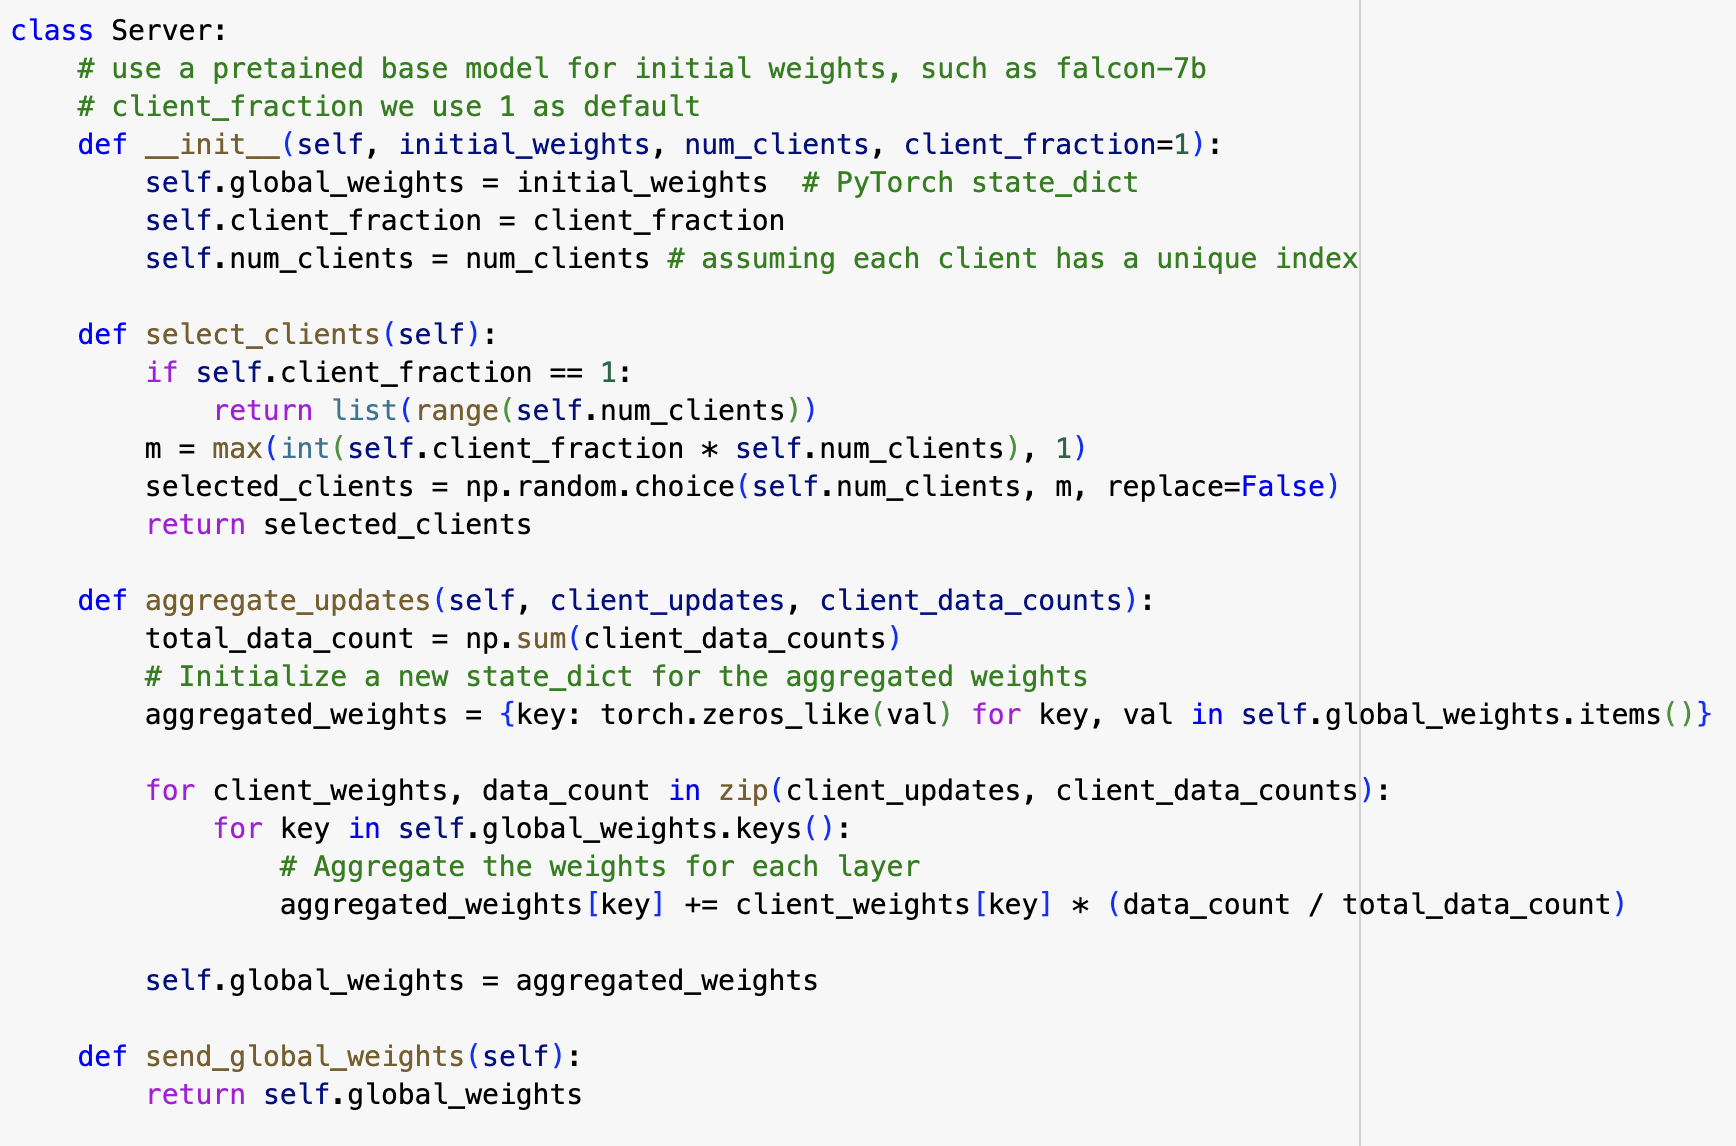 class Server:
    # use a pretained base model for initial weights, such as falcon-7b
    # client_fraction we use 1 as default
    def __init__(self, initial_weights, num_clients, client_fraction=1):
        self.global_weights = initial_weights  # PyTorch state_dict
        self.client_fraction = client_fraction
        self.num_clients = num_clients # assuming each client has a unique index
    def select_clients(self):
        if self.client_fraction == 1:
            return list(range(self.num_clients))
        m = max(int(self.client_fraction * self.num_clients), 1)
        selected_clients = np.random.choice(self.num_clients, m, replace=False)
        return selected_clients
    def aggregate_updates(self, client_updates, client_data_counts):
        total_data_count = np.sum(client_data_counts)
        # Initialize a new state_dict for the aggregated weights
        aggregated_weights = {key: torch.zeros_like(val) for key, val in self.global_weights.items()}
        for client_weights, data_count in zip(client_updates, client_data_counts):
            for key in self.global_weights.keys():
                # Aggregate the weights for each layer
                aggregated_weights[key] += client_weights[key] * (data_count / total_data_count)
        self.global_weights = aggregated_weights
    def send_global_weights(self):
        return self.global_weights